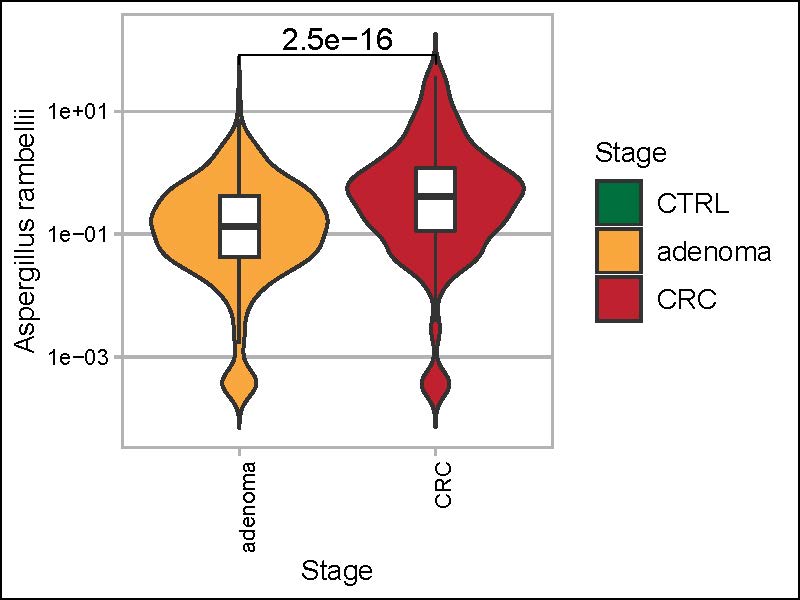 2.5e−16
1e+01
1e−01
1e−03
Aspergillus rambellii
adenoma
CRC
Stage
Stage
CTRL
adenoma
CRC